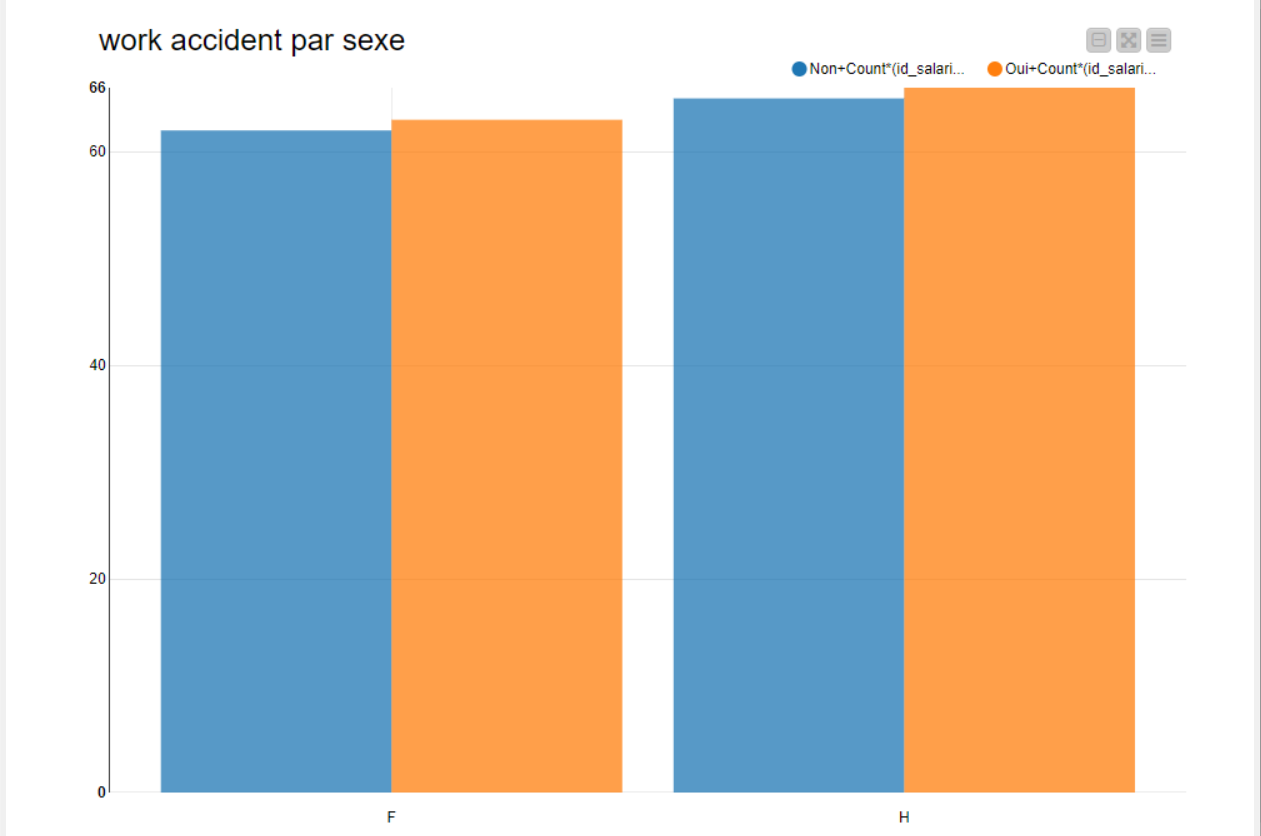 work accident par sexe
Non+Count*(id_salari... Oui+Count*(id_salari...
66
60
40
20
0
F H